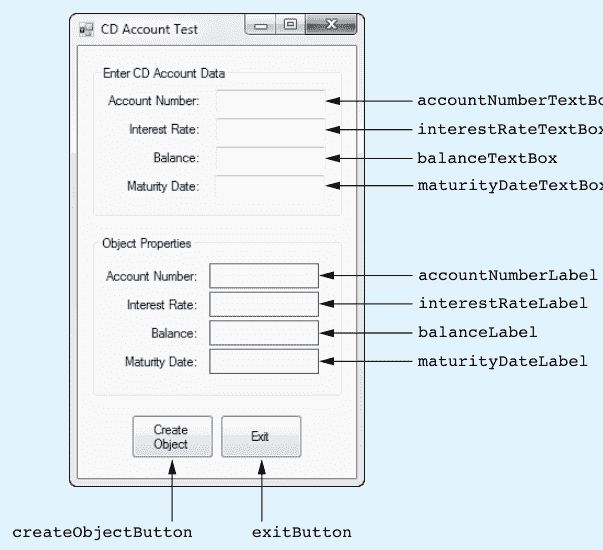 CD Account Test
Enter CD Account Data
Account Number: accountNumberTextBo
Interest Rate: interestRateTextBox
Balance: balanceTextBox
Maturity Date: maturityDateTextBox
Object Properties
Account Number: accountNumberLabel
Interest Rate: interestRateLabel
Balance: balanceLabel
Maturity Date: maturityDateLabel
Create
Object
Exit
createObjectButton exitButton